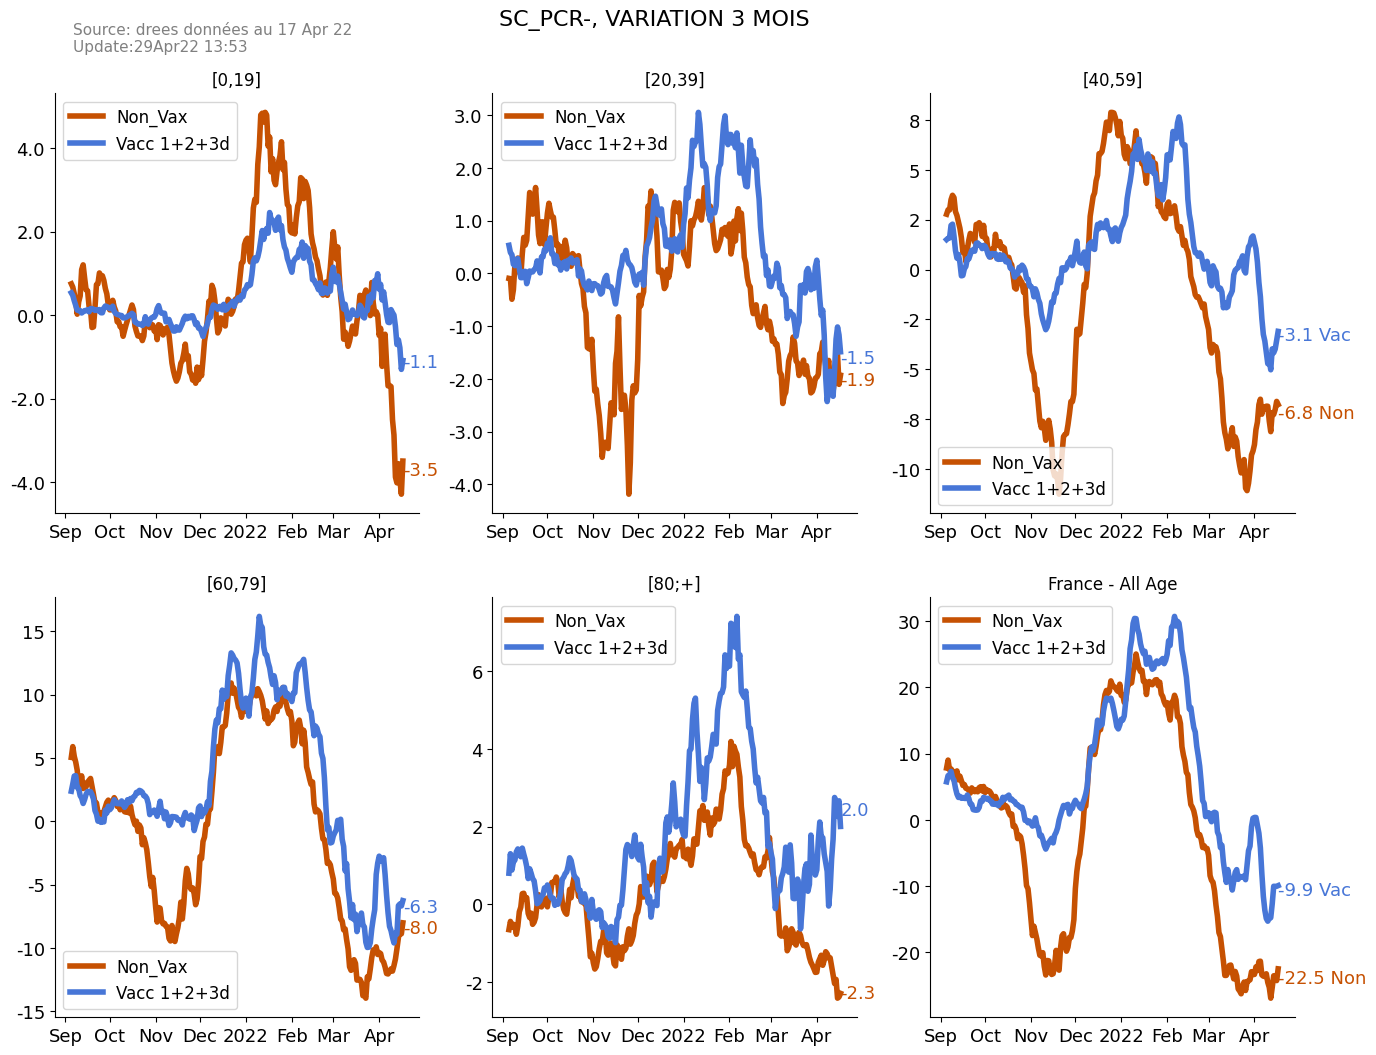 SC_PCR-, VARIATION 3 MOIS
Source: drees données au 17 Apr 22
Update:29Apr22 13:53
[0,19]
Non_Vax
Vacc 1+2+3d
4.0
2.0
0.0
-2.0
-4.0
-1.1
-3.5
Sep Oct Nov Dec 2022 Feb Mar Apr
[20,39]
Non_Vax
Vacc 1+2+3d
3.0
2.0
1.0
0.0
-1.0
-2.0
-3.0
-4.0
-1.5
-1.9
Sep Oct Nov Dec 2022 Feb Mar Apr
[40,59]
8
5
2
0
-2
-5
-8
-10
-3.1 Vac
-6.8 Non
Non_Vax
Vacc 1+2+3d
Sep Oct Nov Dec 2022 Feb Mar Apr
[60,79]
15
10
5
0
-5
-10
-15
-6.3
-8.0
Non_Vax
Vacc 1+2+3d
Sep Oct Nov Dec 2022 Feb Mar Apr
[80;+]
Non_Vax
Vacc 1+2+3d
6
4
2
0
-2
2.0
-2.3
Sep Oct Nov Dec 2022 Feb Mar Apr
France - All Age
Non_Vax
Vacc 1+2+3d
30
20
10
0
-10
-20
-9.9 Vac
-22.5 Non
Sep Oct Nov Dec 2022 Feb Mar Apr